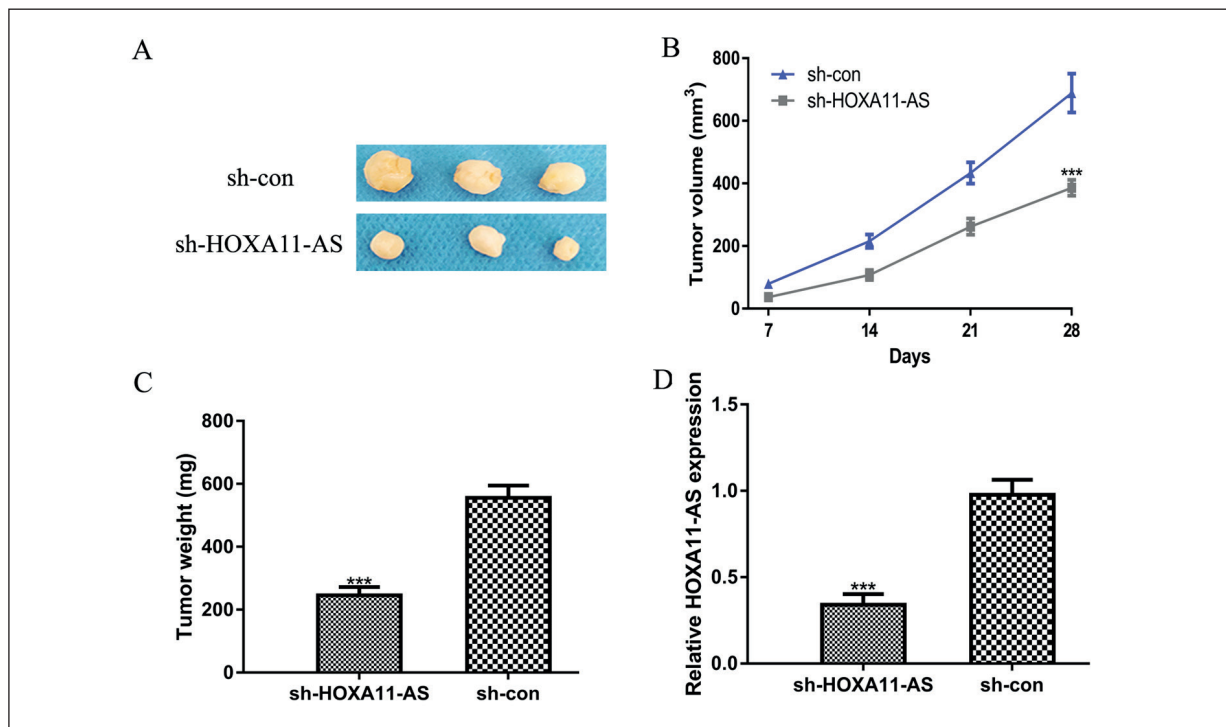 A
sh-con
sh-HOXA11-AS
B
Tumor volume (mm³)
800
600
400
200
0
sh-con
sh-HOXA11-AS
***
7 14 21 28
Days
C
Tumor weight (mg)
800
600
400
200
0
***
sh-HOXA11-AS sh-con
D
Relative HOXA11-AS expression
1.5
1.0
0.5
0.0
***
sh-HOXA11-AS sh-con